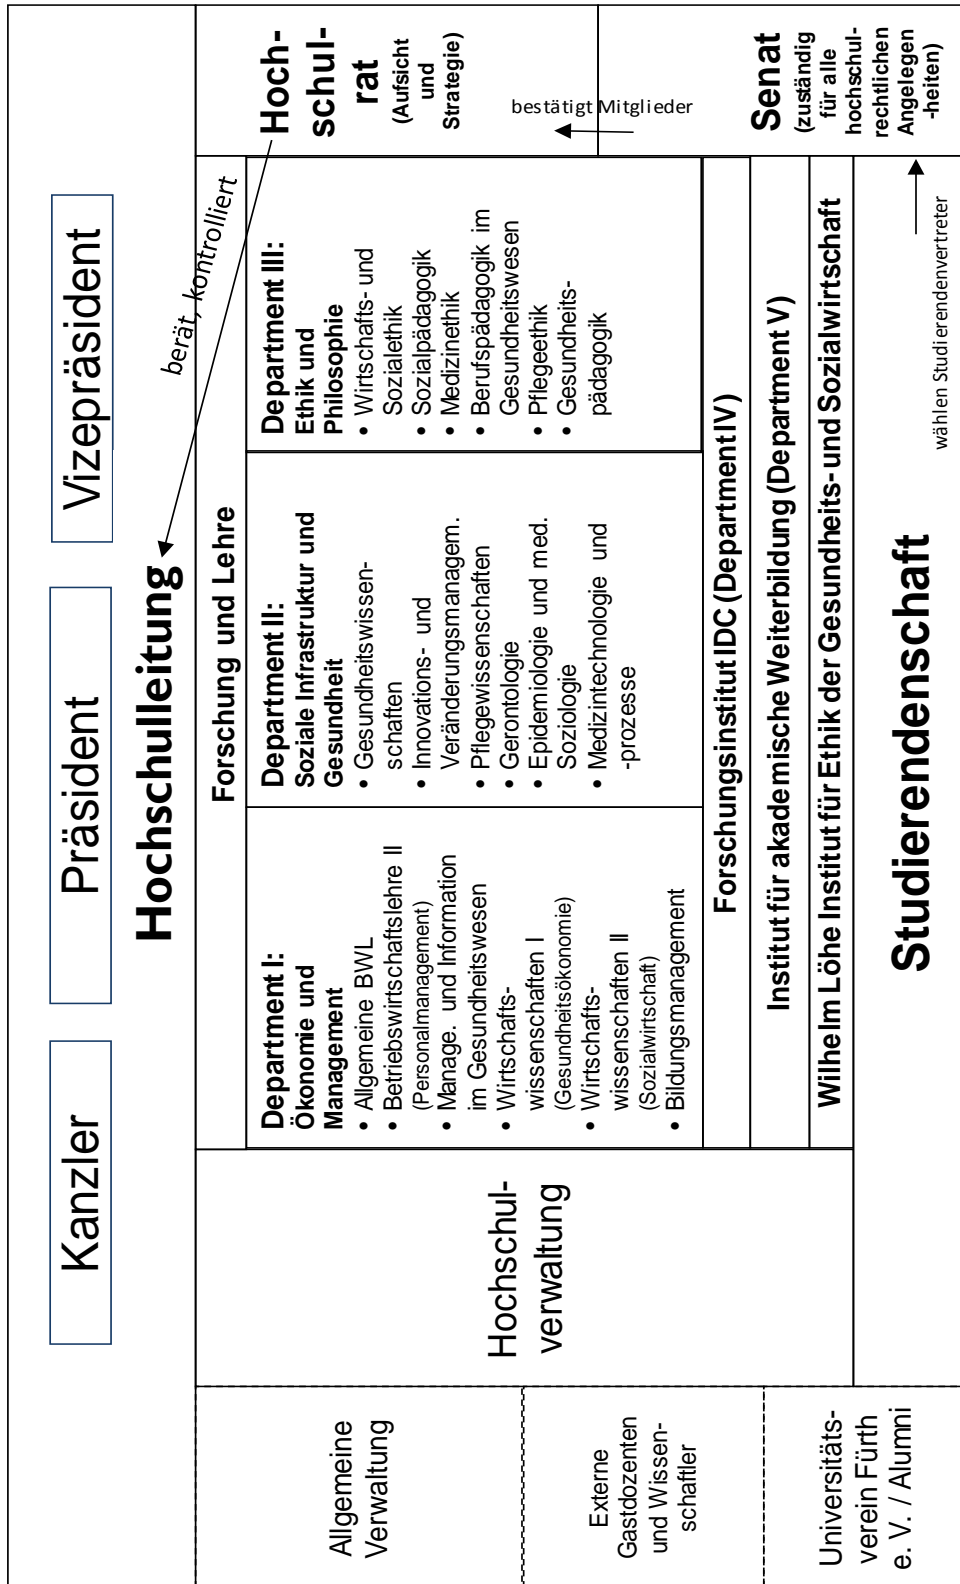 Kanzler
Präsident
Vizepräsident
Hochschulleitung
berät, kontrolliert
Allgemeine
Verwaltung
Externe
Gastdozenten
und Wissen-
schaftler
Universitäts-
verein Fürth
e. V. / Alumni
Hochschul-
verwaltung
Forschung und Lehre
Department I:
Ökonomie und
Management
• Allgemeine BWL
• Betriebswirtschaftslehre II
(Personalmanagement)
• Manage. und Information
im Gesundheitswesen
• Wirtschafts-
wissenschaften I
(Gesundheitsökonomie)
• Wirtschafts-
wissenschaften II
(Sozialwirtschaft)
• Bildungsmanagement
Department II:
Soziale Infrastruktur und
Gesundheit
• Gesundheitswissen-
schaften
• Innovations- und
Veränderungsmanagem.
• Pflegewissenschaften
• Gerontologie
• Epidemiologie und med.
Soziologie
• Medizintechnologie und
-prozesse
Department III:
Ethik und
Philosophie
• Wirtschafts- und
Sozialethik
• Sozialpädagogik
• Medizinethik
• Berufspädagogik im
Gesundheitswesen
• Pflegeethik
• Gesundheits-
pädagogik
Forschungsinstitut IDC (Department IV)
Institut für akademische Weiterbildung (Department V)
Wilhelm Löhe Institut für Ethik der Gesundheits- und Sozialwirtschaft
Studierendenschaft
wählen Studierendenvertreter
Hoch-
schul-
rat
(Aufsicht
und
Strategie)
bestätigt Mitglieder
Senat
(zuständig
für alle
hochschul-
rechtlichen
Angelegen
-heiten)